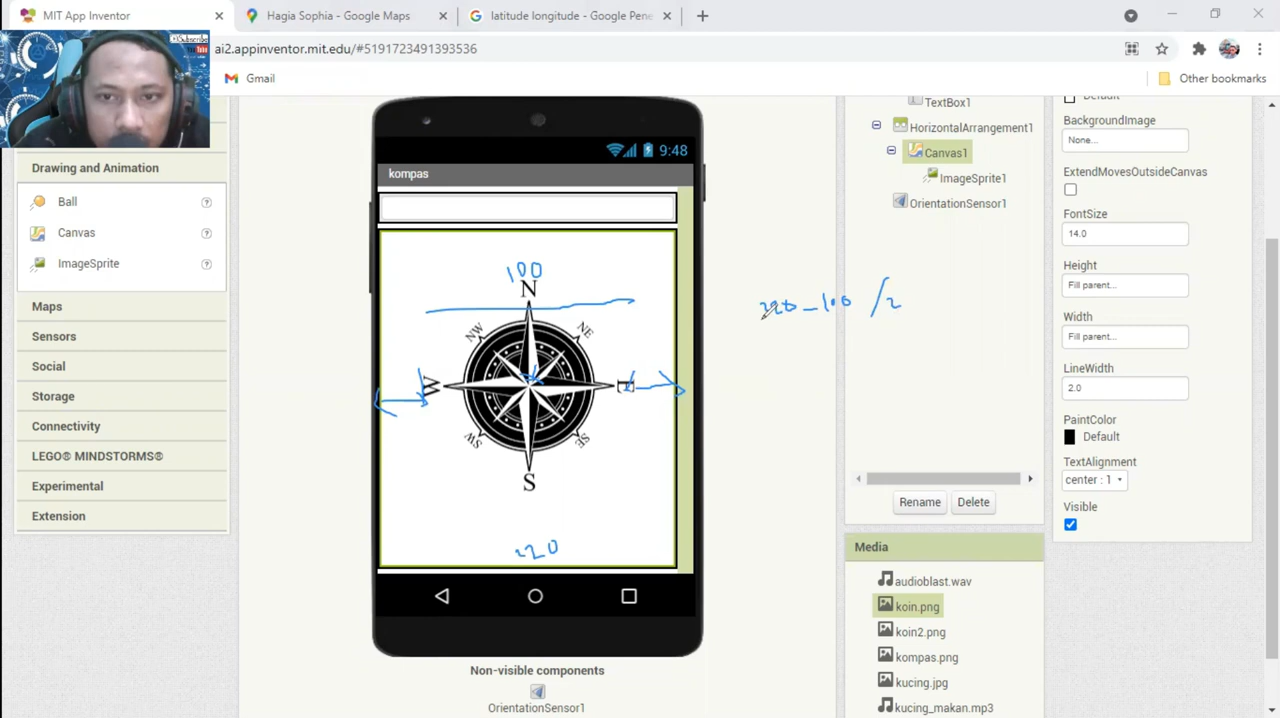 MIT App Inventor
Hagia Sophia - Google Maps
latitude longitude - Google Pene
ai2.appinventor.mit.edu/#5191723491393536
Subscribe
Gmail
Other bookmarks
Drawing and Animation
Ball
Canvas
ImageSprite
Maps
Sensors
Social
Storage
Connectivity
LEGO® MINDSTORMS®
Experimental
Extension
9:48
kompas
100
N
NW
NE
W
E
SW
SE
S
220
220-100 /2
Non-visible components
OrientationSensor1
TextBox1
HorizontalArrangement1
Canvas1
ImageSprite1
OrientationSensor1
Rename
Delete
Media
audioblast.wav
koin.png
koin2.png
kompas.png
kucing.jpg
kucing_makan.mp3
Default
BackgroundImage
None...
ExtendMovesOutsideCanvas
FontSize
14.0
Height
Fill parent...
Width
Fill parent...
LineWidth
2.0
PaintColor
Default
TextAlignment
center : 1
Visible